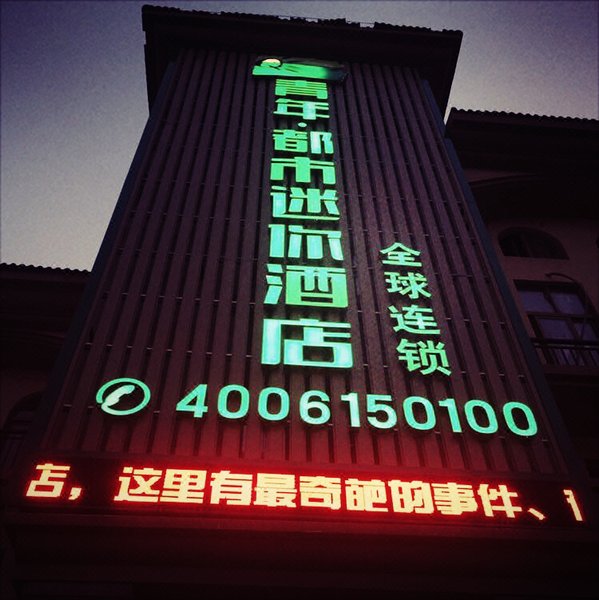 青年·都市迷你酒店
全球连锁
4006150100
店，这里有最奇葩的事件、